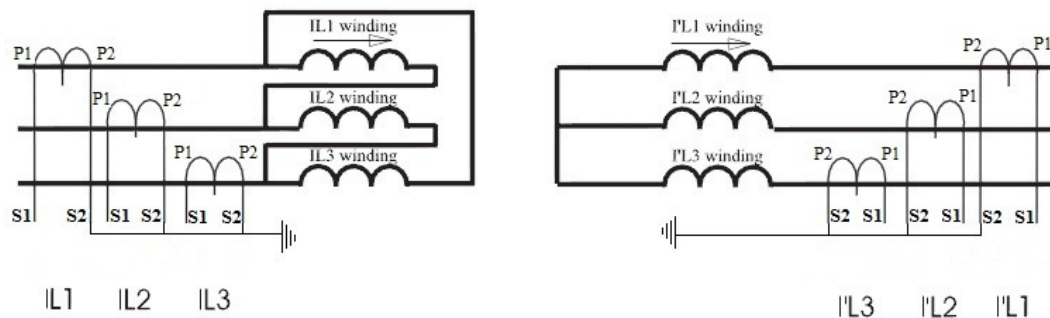 IL1 winding
I'L1 winding
P1 P2
P2 P1
P1 P2
IL2 winding
I'L2 winding
P2 P1
P1 P2
IL3 winding
I'L3 winding
P2 P1
S1 S2 S1 S2 S1 S2
S2 S1 S2 S1 S2 S1
IL1 IL2 IL3
I'L3 I'L2 I'L1